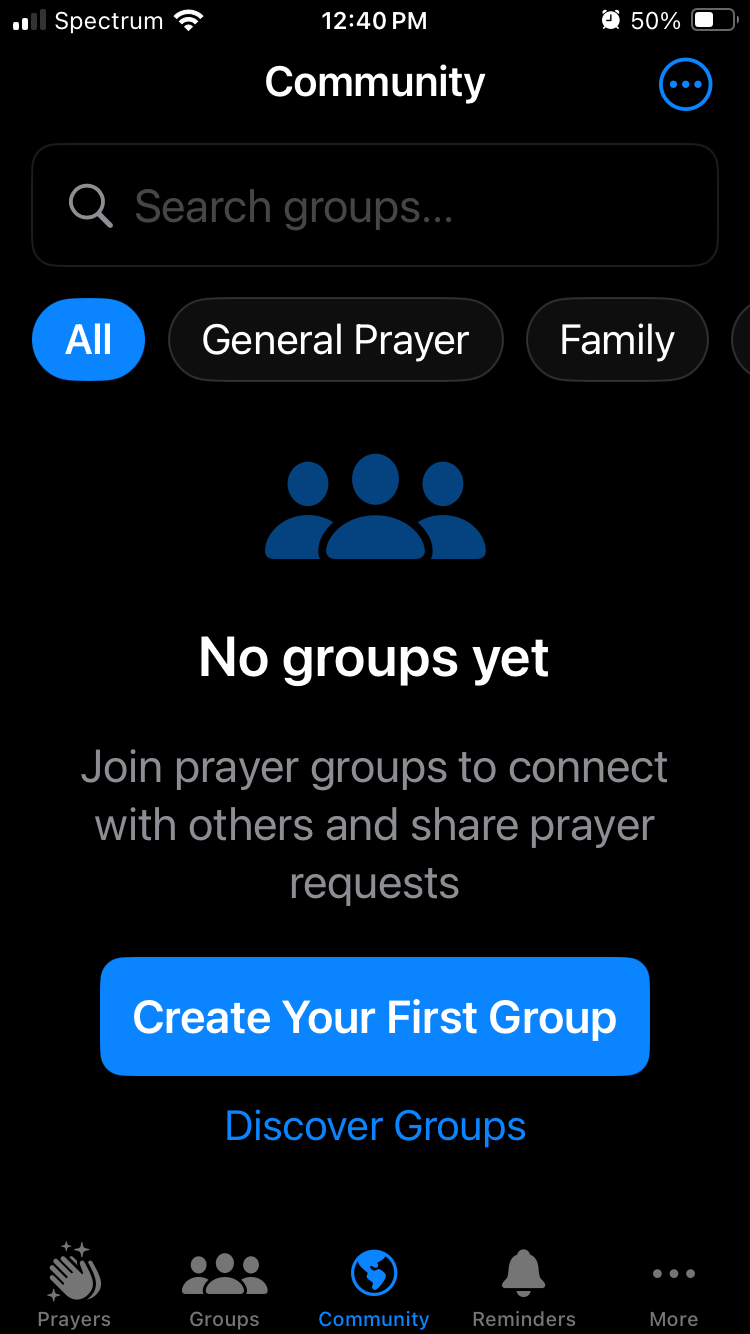 Spectrum 12:40 PM 50%
Community
Search groups...
All General Prayer Family
No groups yet
Join prayer groups to connect
with others and share prayer
requests
Create Your First Group
Discover Groups
Prayers Groups Community Reminders More